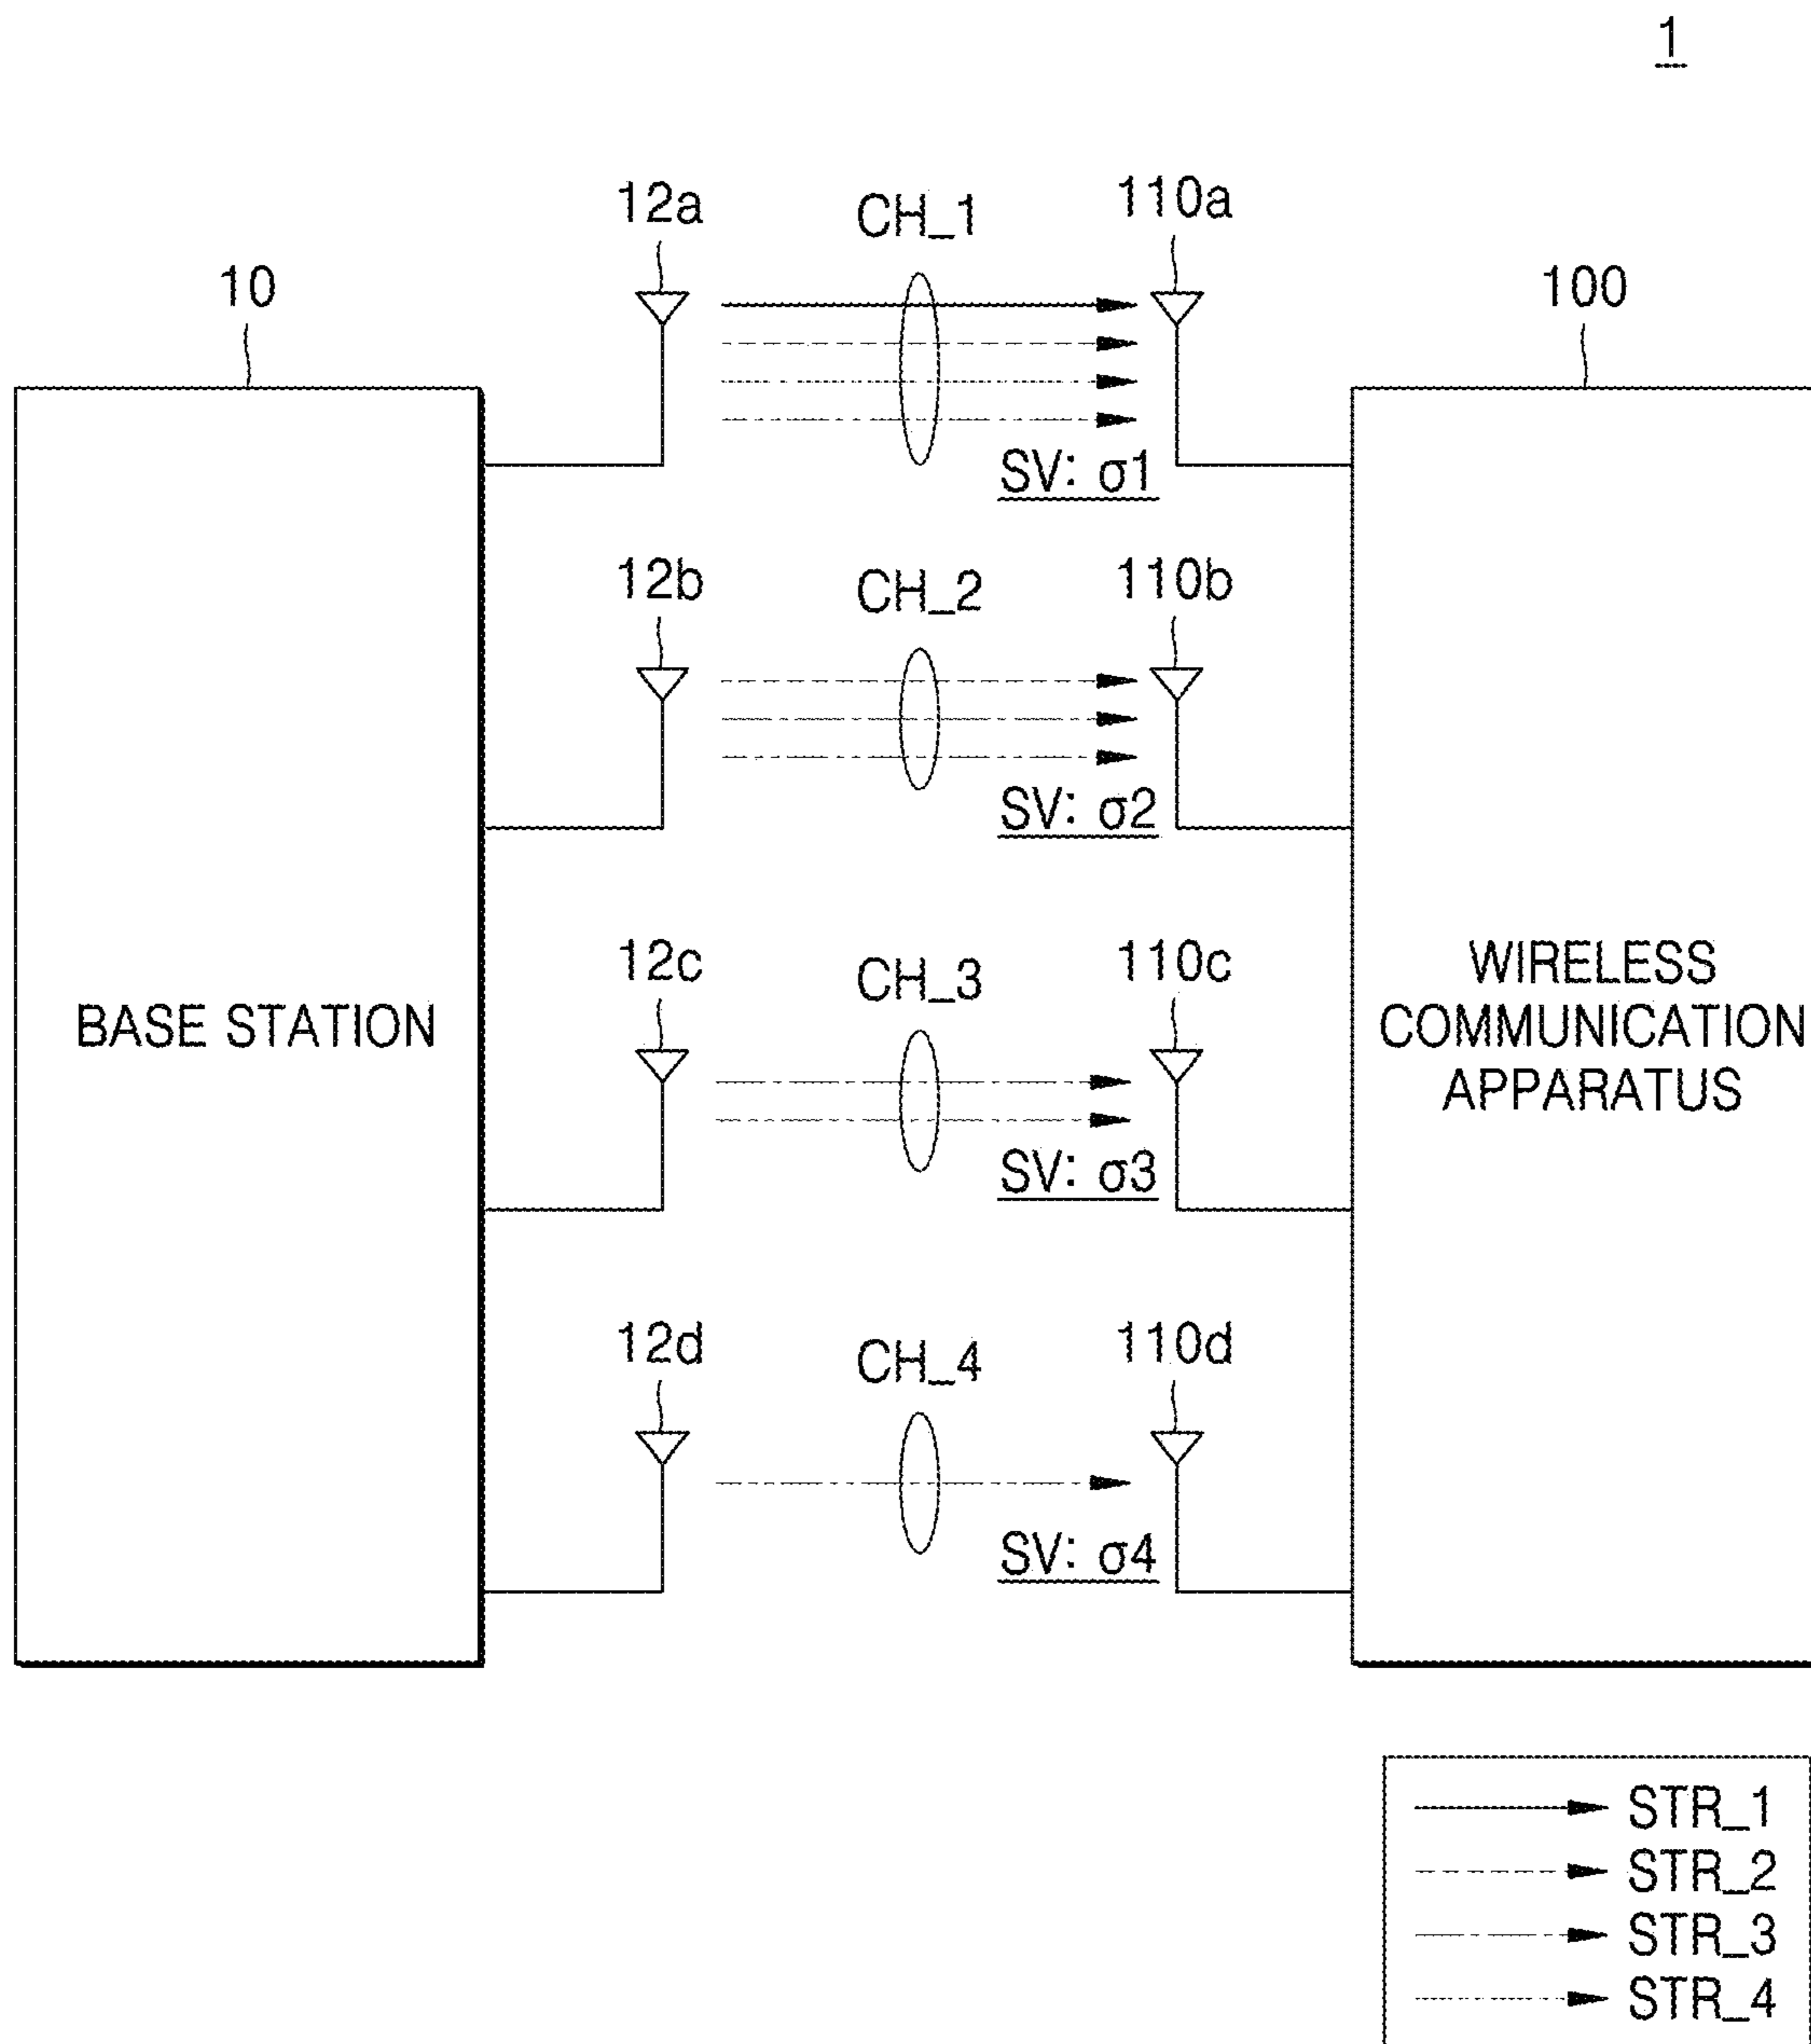 1
12a
CH_1
110a
10
100
SV: σ1
12b
CH_2
110b
SV: σ2
12c
CH_3
110c
BASE STATION
WIRELESS
COMMUNICATION
APPARATUS
SV: σ3
12d
CH_4
110d
SV: σ4
STR_1
STR_2
STR_3
STR_4